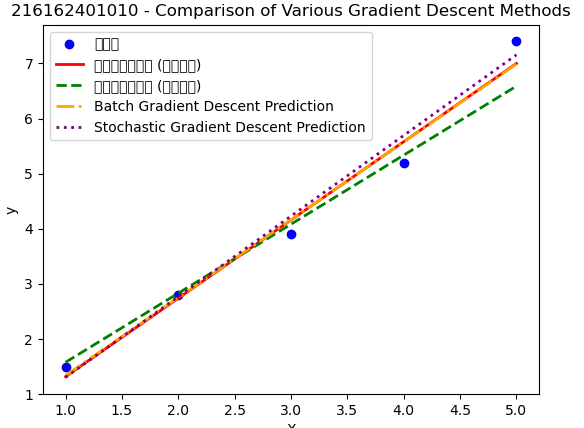 216162401010 - Comparison of Various Gradient Descent Methods
Batch Gradient Descent Prediction
Stochastic Gradient Descent Prediction
y
7
6
5
4
3
2
1
1.0 1.5 2.0 2.5 3.0 3.5 4.0 4.5 5.0